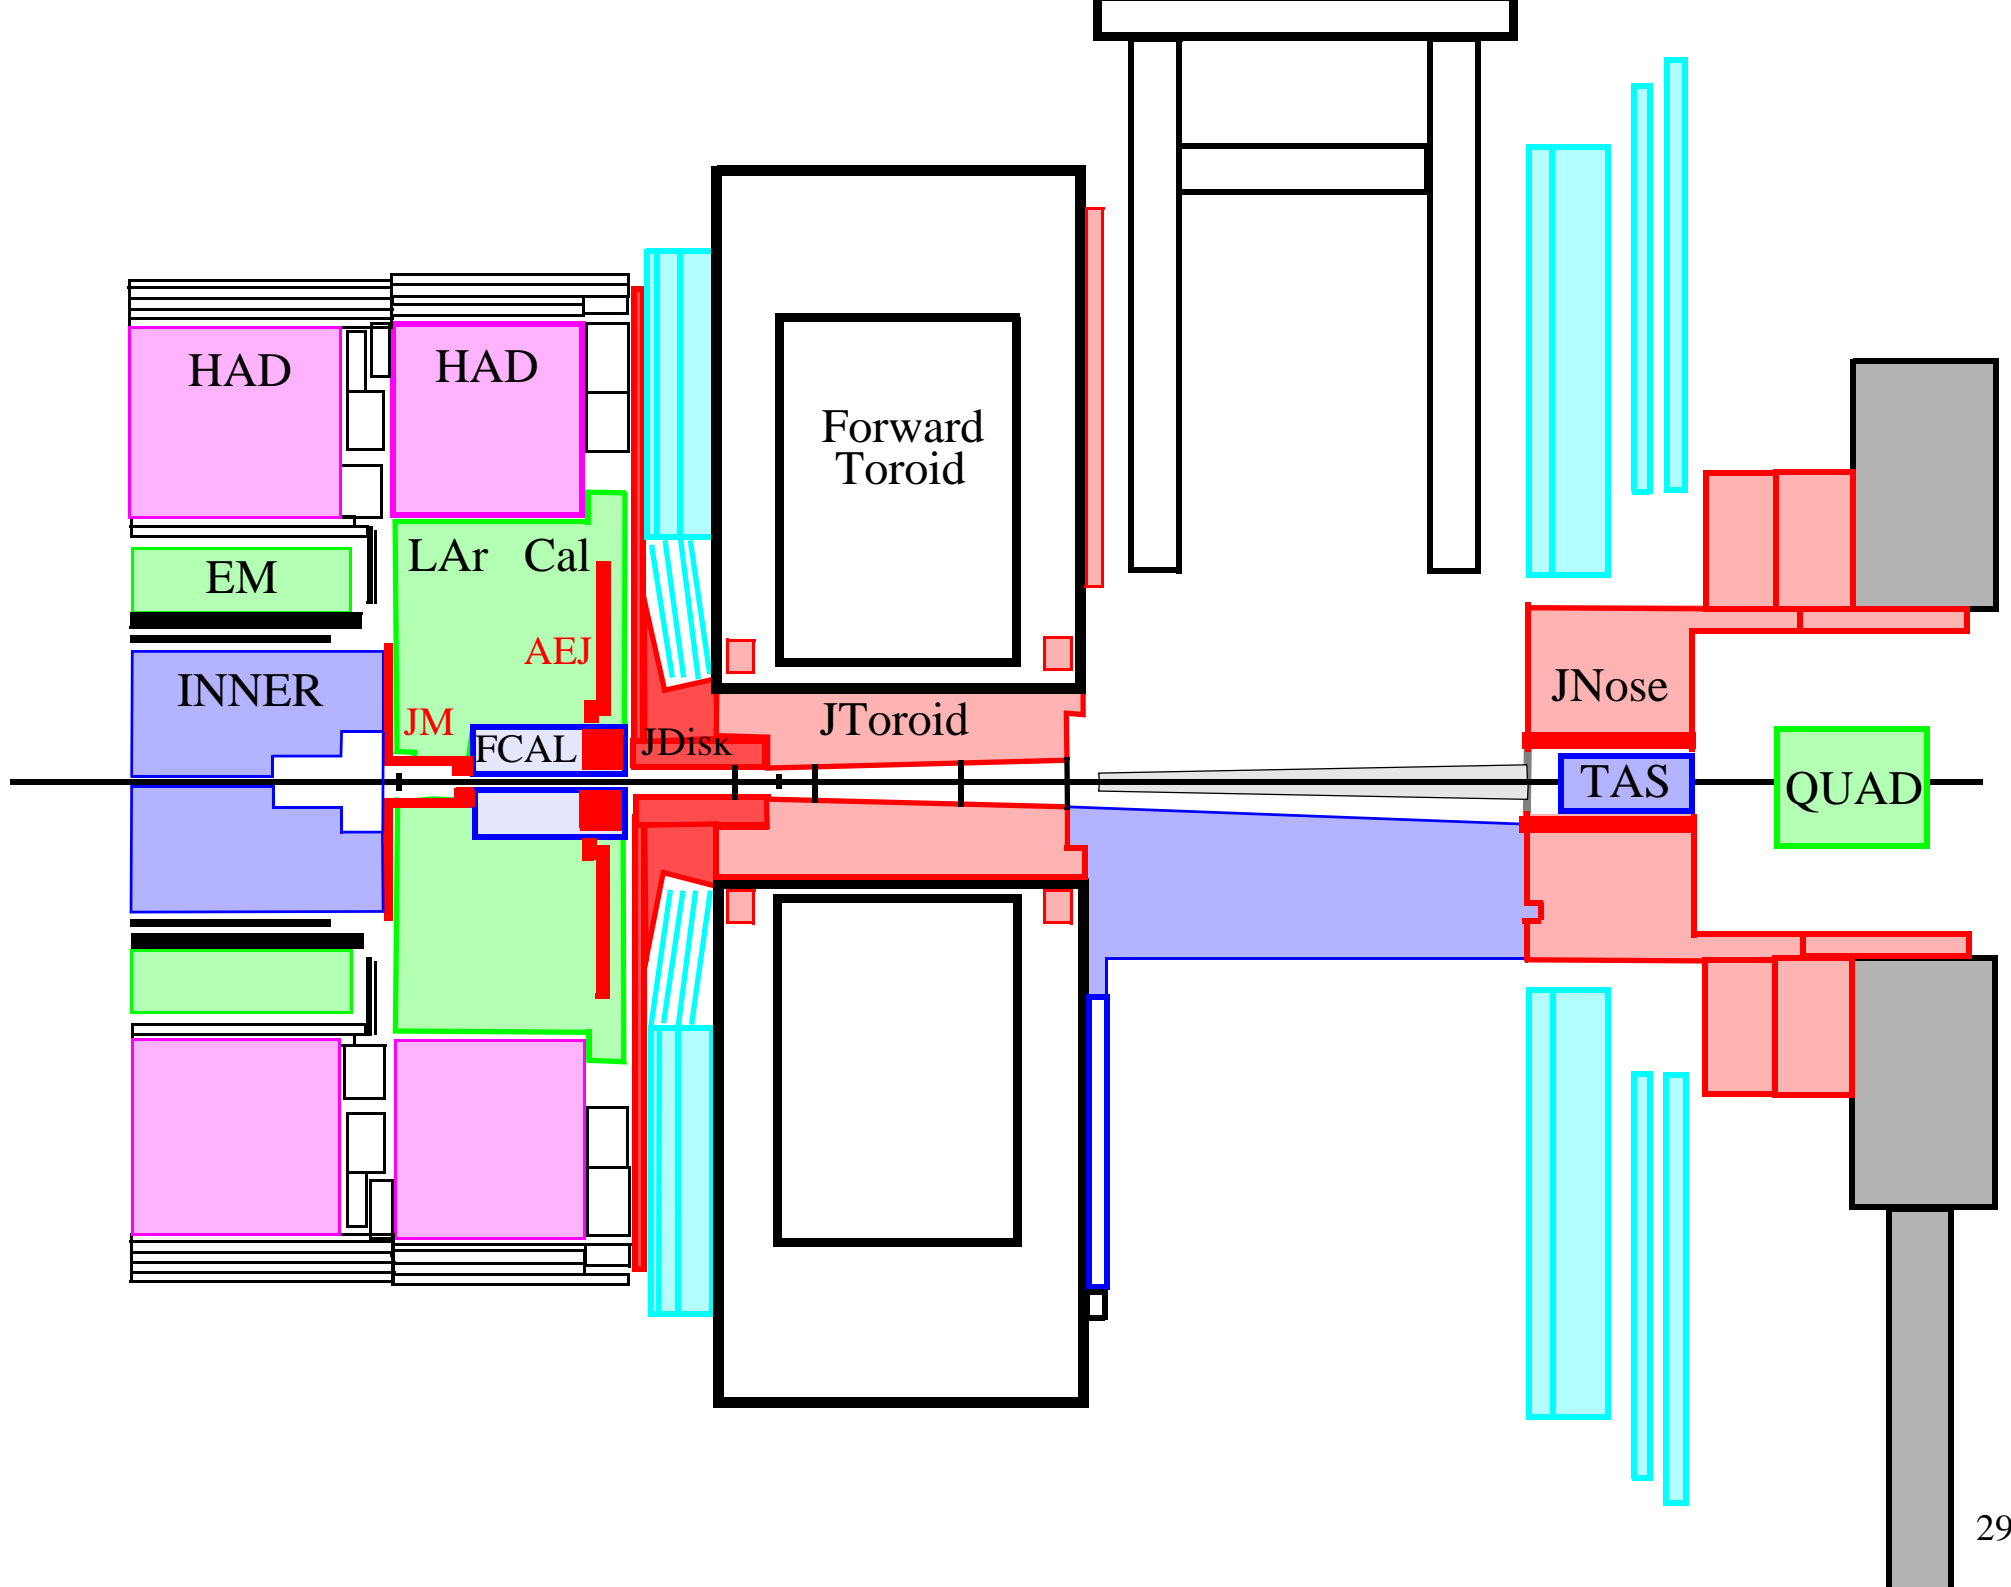 HAD
HAD
Forward
Toroid
LAr Cal
EM
AEJ
INNER
JM
FCAL
JDisk
JToroid
JNose
TAS
QUAD
29